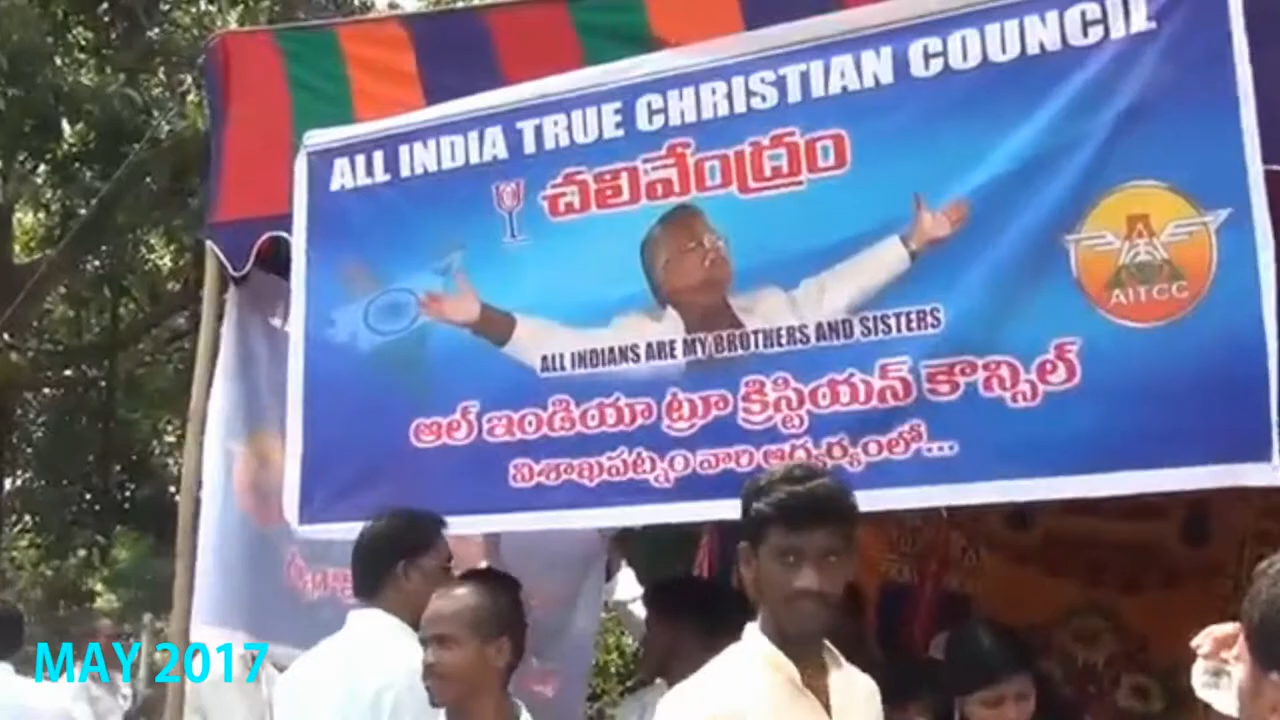 ALL INDIA TRUE CHRISTIAN COUNCIL
చలివేంద్రం
ALL INDIANS ARE MY BROTHERS AND SISTERS
AITCC
ఆల్ ఇండియా ట్రూ క్రిస్టియన్ కౌన్సిల్
విశాఖపట్నం వారి ఆధ్వర్యంలో...
MAY 2017